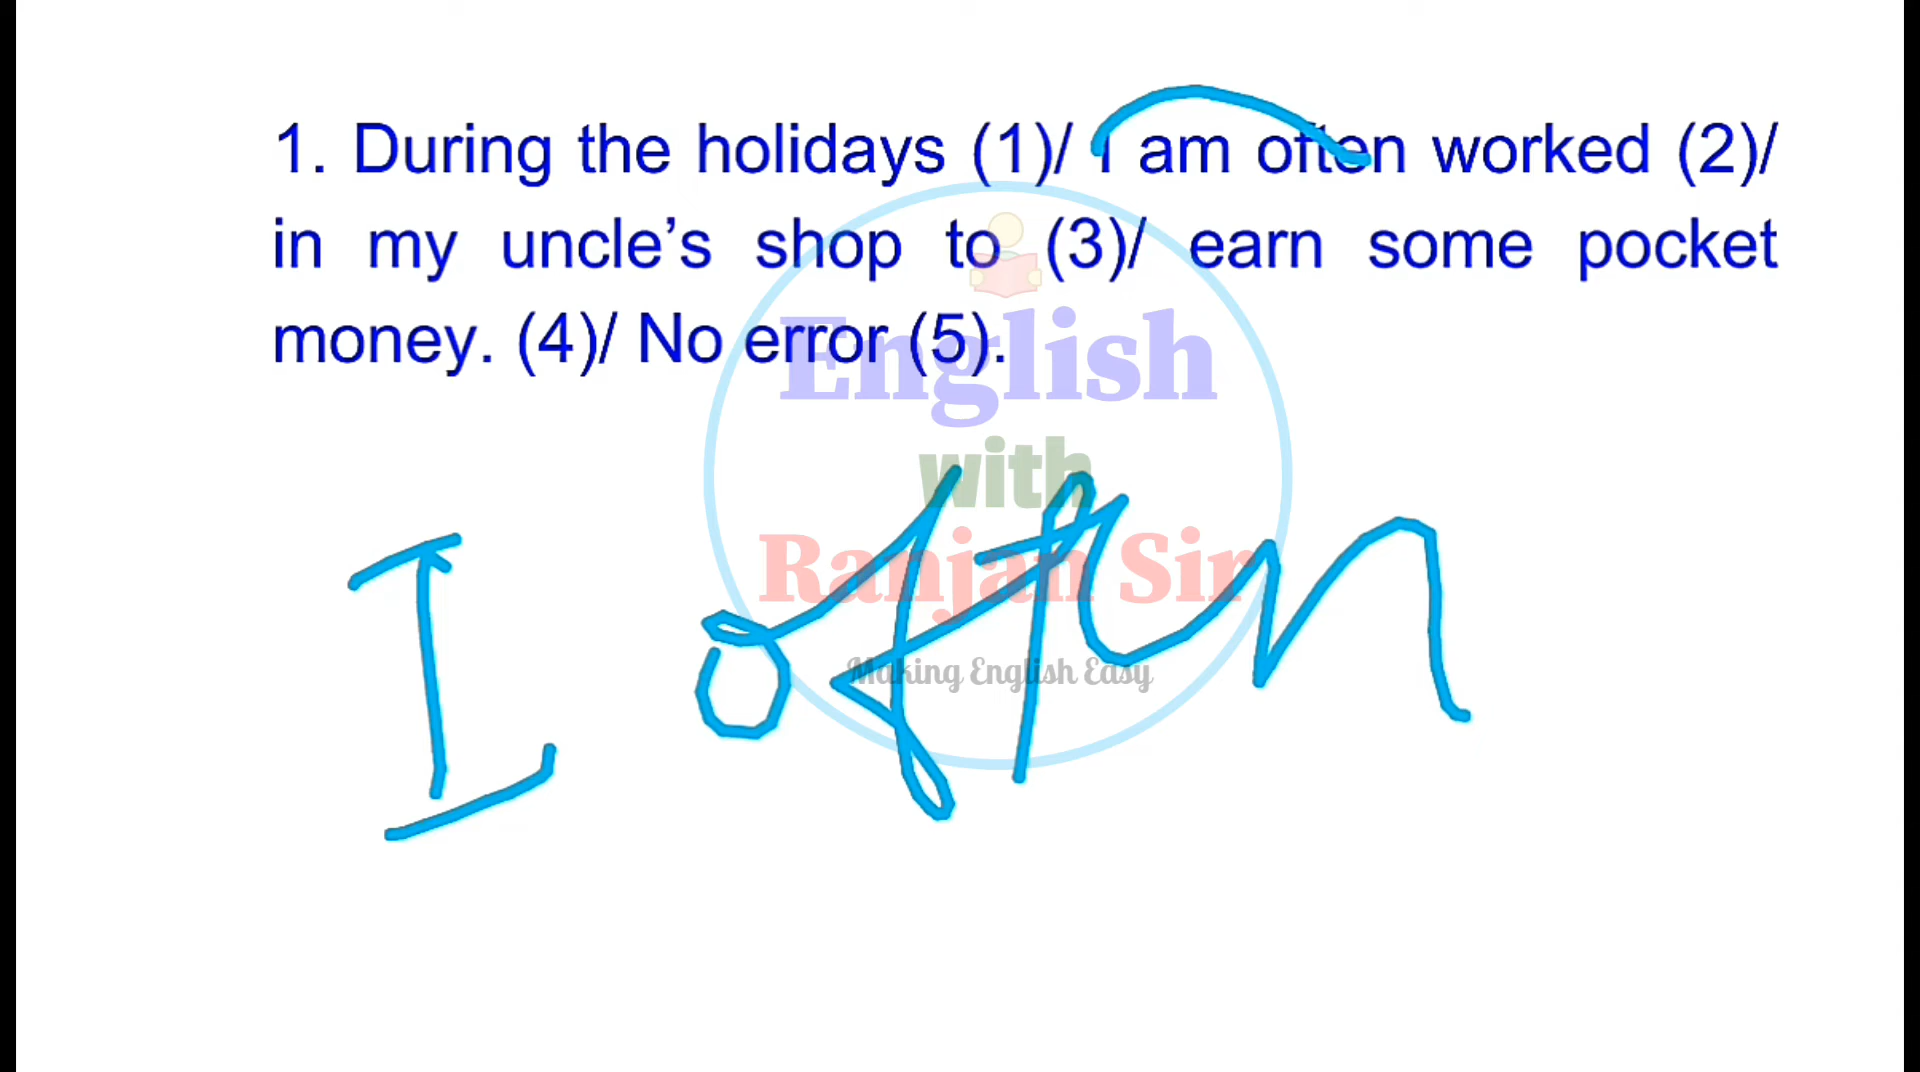 1. During the holidays (1)/ I am often worked (2)/
in my uncle's shop to (3)/ earn some pocket
money. (4)/ No error (5).
English
with
Ranjan Sir
Making English Easy
I often